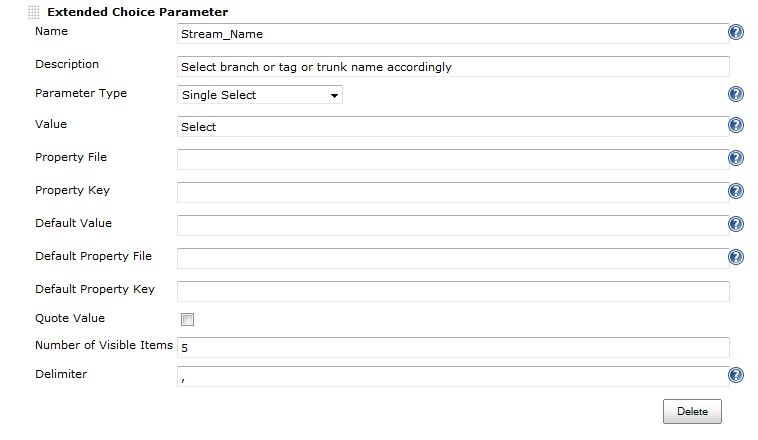 Extended Choice Parameter
Name Stream_Name
Description Select branch or tag or trunk name accordingly
Parameter Type Single Select
Value Select
Property File
Property Key
Default Value
Default Property File
Default Property Key
Quote Value
Number of Visible Items 5
Delimiter ,
Delete